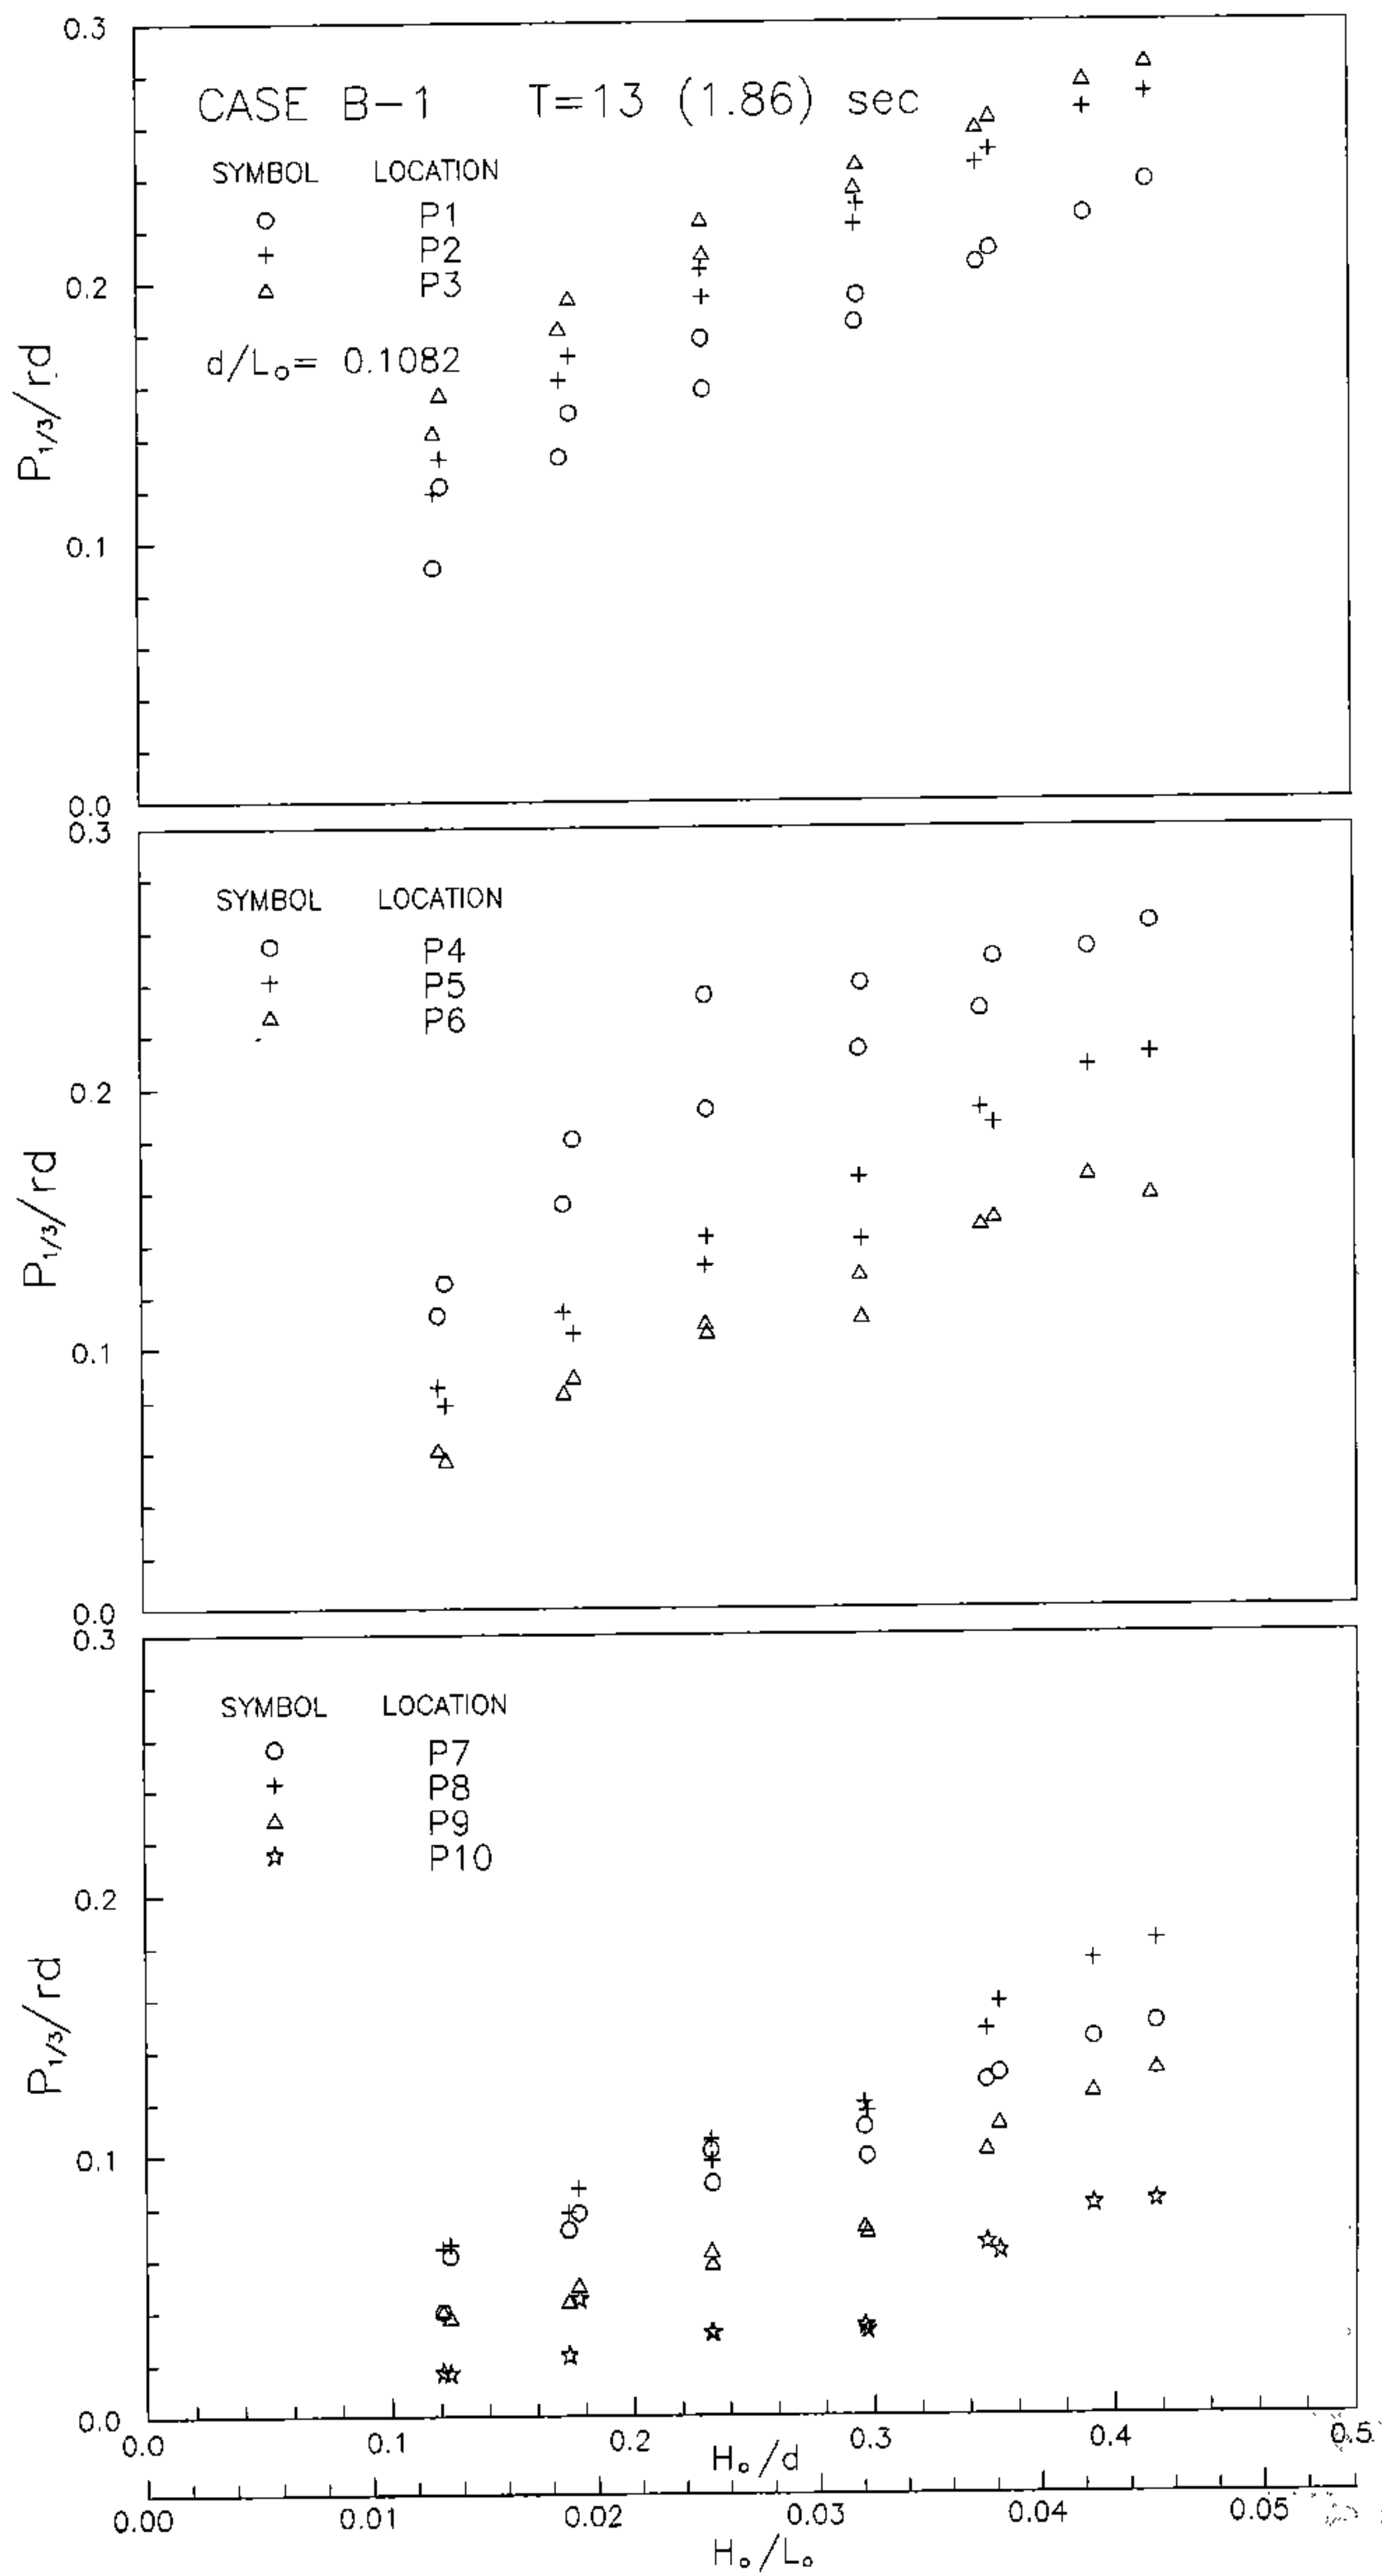 0.3
CASE B-1 T=13 (1.86) sec
SYMBOL LOCATION
P1
P2
P3
0.2
d/Lo= 0.1082
P1/3/rd
0.1
0.0
0.3
SYMBOL LOCATION
P4
P5
P6
0.2
P1/3/rd
0.1
0.0
0.3
SYMBOL LOCATION
P7
P8
P9
P10
0.2
P1/3/rd
0.1
0.0
0.0 0.1 0.2 0.3 0.4 0.5
Ho/d
0.00 0.01 0.02 0.03 0.04 0.05
Ho/Lo